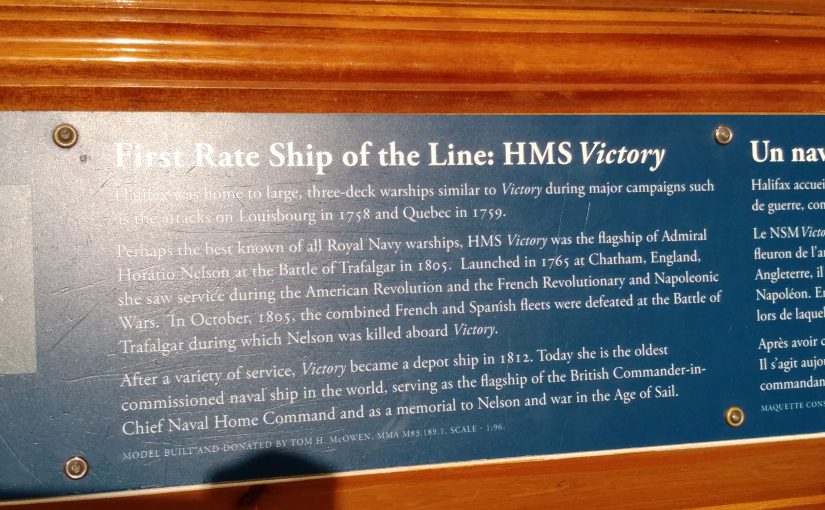 First Rate Ship of the Line: HMS Victory
Halifax was home to large, three-deck warships similar to Victory during major campaigns such
as the attacks on Louisbourg in 1758 and Quebec in 1759.
Perhaps the best known of all Royal Navy warships, HMS Victory was the flagship of Admiral
Horatio Nelson at the Battle of Trafalgar in 1805. Launched in 1765 at Chatham, England,
she saw service during the American Revolution and the French Revolutionary and Napoleonic
Wars. In October, 1805, the combined French and Spanish fleets were defeated at the Battle of
Trafalgar during which Nelson was killed aboard Victory.
After a variety of service, Victory became a depot ship in 1812. Today she is the oldest
commissioned naval ship in the world, serving as the flagship of the British Commander-in-
Chief Naval Home Command and as a memorial to Nelson and war in the Age of Sail.
MODEL BUILT AND DONATED BY TOM H. McOWEN, MMA M85.189.1. SCALE - 1:96.
Un nav
Halifax accuei
de guerre, con
Le NSM Victo
fleuron de l'a
Angleterre, il
Napoléon. En
lors de laquel
Après avoir c
Il s'agit aujou
commandan
MAQUETTE CONS